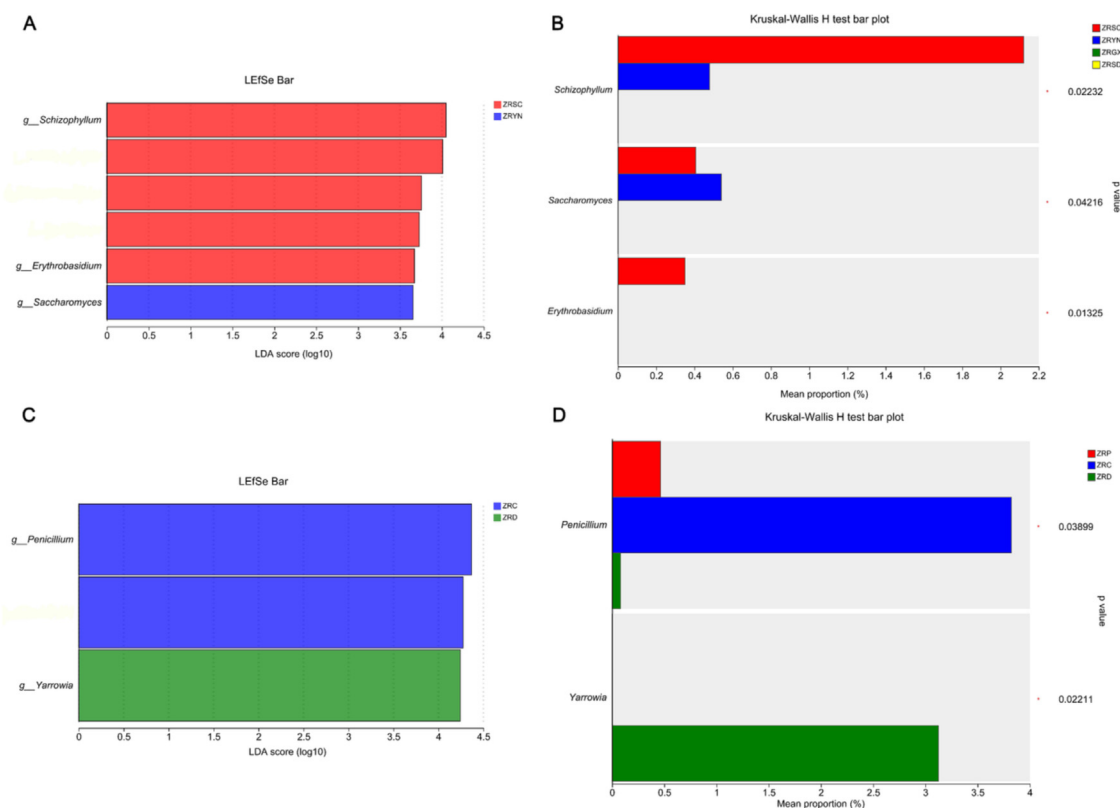 A
LEfSe Bar
ZRSC
ZRYN
g__Schizophyllum
g__Erythrobasidium
g__Saccharomyces
0 0.5 1 1.5 2 2.5 3 3.5 4 4.5
LDA score (log10)
B
Kruskal-Wallis H test bar plot
ZRSC
ZRYN
ZRGX
ZRSD
Schizophyllum
0.02232
Saccharomyces
0.04216
Erythrobasidium
0.01325
p value
0 0.2 0.4 0.6 0.8 1 1.2 1.4 1.6 1.8 2 2.2
Mean proportion (%)
C
LEfSe Bar
ZRC
ZRD
g__Penicillium
g__Yarrowia
0 0.5 1 1.5 2 2.5 3 3.5 4 4.5
LDA score (log10)
D
Kruskal-Wallis H test bar plot
ZRP
ZRC
ZRD
Penicillium
0.03899
Yarrowia
0.02211
p value
0 0.5 1 1.5 2 2.5 3 3.5 4
Mean proportion (%)